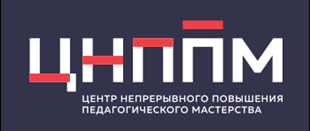 ЦНППМ
ЦЕНТР НЕПРЕРЫВНОГО ПОВЫШЕНИЯ
ПЕДАГОГИЧЕСКОГО МАСТЕРСТВА